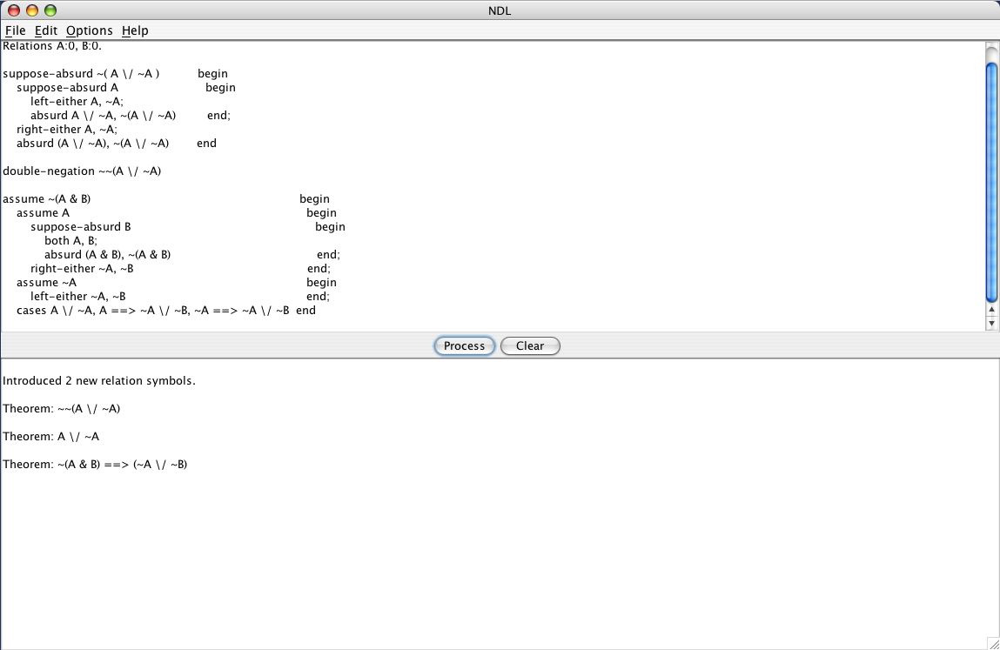 NDL
File Edit Options Help
Relations A:0, B:0.
suppose-absurd ~( A \/ ~A ) begin
suppose-absurd A begin
left-either A, ~A;
absurd A \/ ~A, ~(A \/ ~A) end;
right-either A, ~A;
absurd (A \/ ~A), ~(A \/ ~A) end
double-negation ~~(A \/ ~A)
assume ~(A & B) begin
assume A begin
suppose-absurd B begin
both A, B;
absurd (A & B), ~(A & B) end;
right-either ~A, ~B end;
assume ~A begin
left-either ~A, ~B end;
cases A \/ ~A, A ==> ~A \/ ~B, ~A ==> ~A \/ ~B end
Process Clear
Introduced 2 new relation symbols.
Theorem: ~~(A \/ ~A)
Theorem: A \/ ~A
Theorem: ~(A & B) ==> (~A \/ ~B)